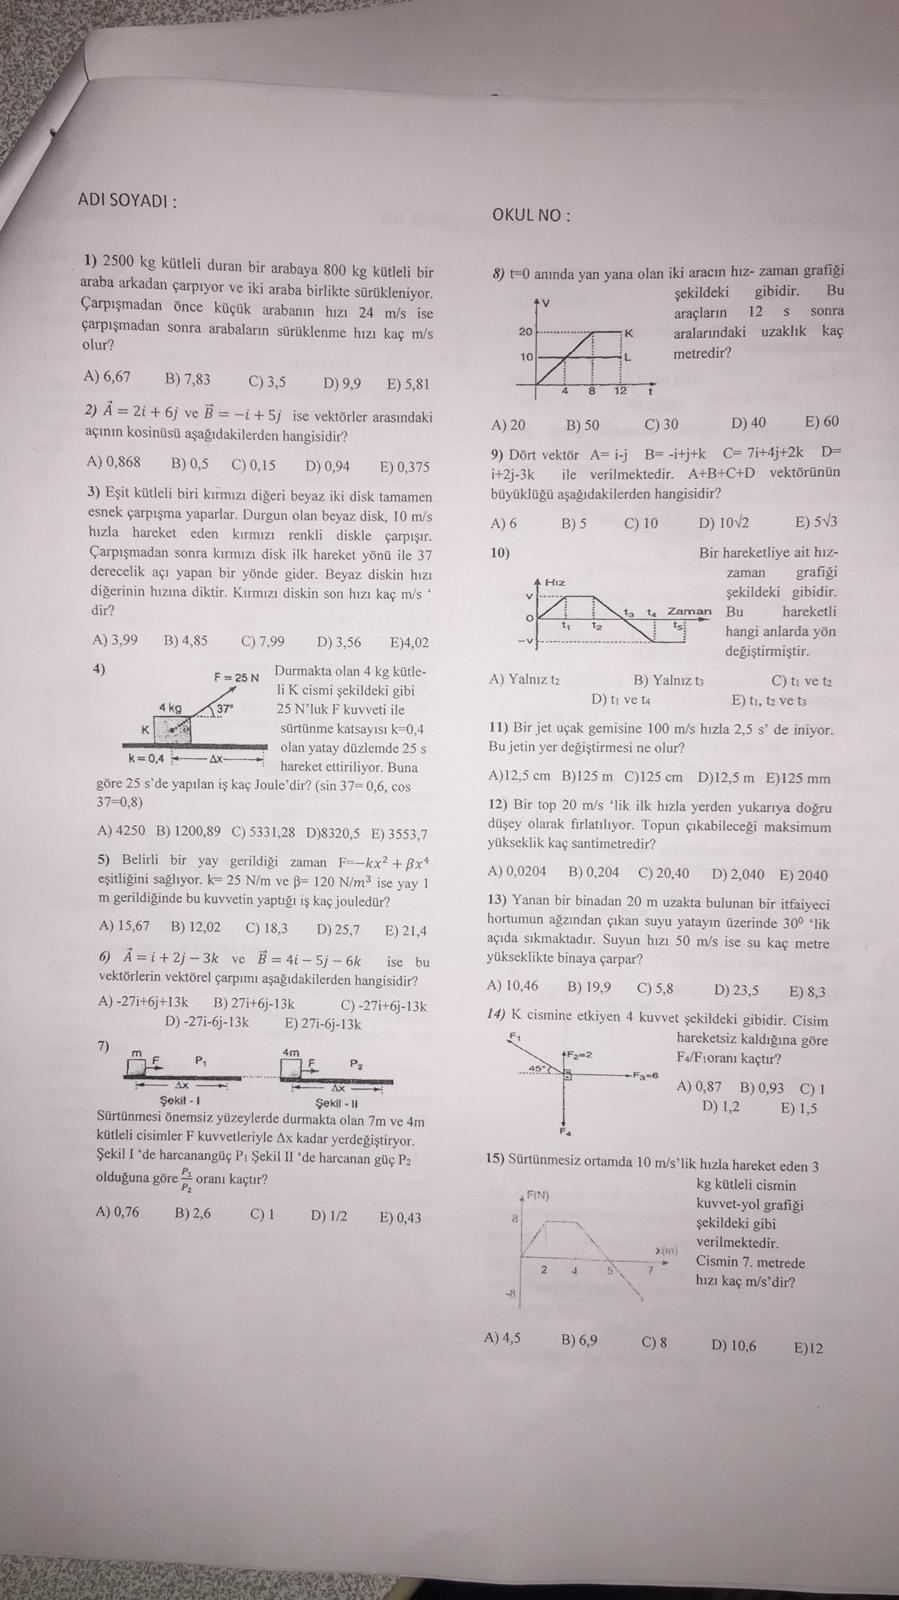 ADI SOYADI :
OKUL NO :
1) 2500 kg kütleli duran bir arabaya 800 kg kütleli bir
araba arkadan çarpıyor ve iki araba birlikte sürükleniyor.
Çarpışmadan önce küçük arabanın hızı 24 m/s ise
çarpışmadan sonra arabaların sürüklenme hızı kaç m/s
olur?
A) 6,67 B) 7,83 C) 3,5 D) 9,9 E) 5,81
2) A⃗ = 2i + 6j ve B⃗ = −i + 5j ise vektörler arasındaki
açının kosinüsü aşağıdakilerden hangisidir?
A) 0,868 B) 0,5 C) 0,15 D) 0,94 E) 0,375
3) Eşit kütleli biri kırmızı diğeri beyaz iki disk tamamen
esnek çarpışma yaparlar. Durgun olan beyaz disk, 10 m/s
hızla hareket eden kırmızı renkli diskle çarpışır.
Çarpışmadan sonra kırmızı disk ilk hareket yönü ile 37
derecelik açı yapan bir yönde gider. Beyaz diskin hızı
diğerinin hızına diktir. Kırmızı diskin son hızı kaç m/s ‘
dir?
A) 3,99 B) 4,85 C) 7,99 D) 3,56 E)4,02
4)
F = 25 N
4 kg
37°
K
k = 0,4
Δx
Durmakta olan 4 kg kütle-
li K cismi şekildeki gibi
25 N’luk F kuvveti ile
sürtünme katsayısı k=0,4
olan yatay düzlemde 25 s
hareket ettiriliyor. Buna
göre 25 s’de yapılan iş kaç Joule’dir? (sin 37= 0,6, cos
37=0,8)
A) 4250 B) 1200,89 C) 5331,28 D)8320,5 E) 3553,7
5) Belirli bir yay gerildiği zaman F=−kx² + βx⁴
eşitliğini sağlıyor. k= 25 N/m ve β= 120 N/m³ ise yay 1
m gerildiğinde bu kuvvetin yaptığı iş kaç jouledür?
A) 15,67 B) 12,02 C) 18,3 D) 25,7 E) 21,4
6) A⃗ = i + 2j − 3k ve B⃗ = 4i − 5j − 6k ise bu
vektörlerin vektörel çarpımı aşağıdakilerden hangisidir?
A) -27i+6j+13k B) 27i+6j-13k C) -27i+6j-13k
D) -27i-6j-13k E) 27i-6j-13k
7)
m F P₁
Δx
Şekil - I
4m F P₂
Δx
Şekil - II
Sürtünmesi önemsiz yüzeylerde durmakta olan 7m ve 4m
kütleli cisimler F kuvvetleriyle Δx kadar yerdeğiştiryor.
Şekil I ‘de harcanangüç P₁ Şekil II ‘de harcanan güç P₂
olduğuna göre P₁/P₂ oranı kaçtır?
A) 0,76 B) 2,6 C) 1 D) 1/2 E) 0,43
8) t=0 anında yan yana olan iki aracın hız- zaman grafiği
şekildeki gibidir. Bu
araçların 12 s sonra
aralarındaki uzaklık kaç
metredir?
V
20
K
10
L
4 8 12 t
A) 20 B) 50 C) 30 D) 40 E) 60
9) Dört vektör A= i-j B= -i+j+k C= 7i+4j+2k D=
i+2j-3k ile verilmektedir. A+B+C+D vektörünün
büyüklüğü aşağıdakilerden hangisidir?
A) 6 B) 5 C) 10 D) 10√2 E) 5√3
10)
Hız
v
0
-v
t₁ t₂ t₃ t₄ t₅ Zaman
Bir hareketliye ait hız-
zaman grafiği
şekildeki gibidir.
Bu hareketli
hangi anlarda yön
değiştirmiştir.
A) Yalnız t₂ B) Yalnız t₃ C) t₁ ve t₂
D) t₁ ve t₄ E) t₁, t₂ ve t₃
11) Bir jet uçak gemisine 100 m/s hızla 2,5 s’ de iniyor.
Bu jetin yer değiştirmesi ne olur?
A)12,5 cm B)125 m C)125 cm D)12,5 m E)125 mm
12) Bir top 20 m/s ‘lik ilk hızla yerden yukarıya doğru
düşey olarak fırlatılıyor. Topun çıkabileceği maksimum
yükseklik kaç santimetredir?
A) 0,0204 B) 0,204 C) 20,40 D) 2,040 E) 2040
13) Yanan bir binadan 20 m uzakta bulunan bir itfaiyeci
hortumun ağzından çıkan suyu yatayın üzerinde 30⁰ ‘lik
açıda sıkmaktadır. Suyun hızı 50 m/s ise su kaç metre
yükseklikte binaya çarpar?
A) 10,46 B) 19,9 C) 5,8 D) 23,5 E) 8,3
14) K cismine etkiyen 4 kuvvet şekildeki gibidir. Cisim
hareketsiz kaldığına göre
F₄/F₁oranı kaçtır?
F₁
F₂=2
45°
F₃=6
F₄
A) 0,87 B) 0,93 C) 1
D) 1,2 E) 1,5
15) Sürtünmesiz ortamda 10 m/s’lik hızla hareket eden 3
kg kütleli cismin
kuvvet-yol grafiği
şekildeki gibi
verilmektedir.
Cismin 7. metrede
hızı kaç m/s’dir?
F(N)
8
x(m)
2 4 5 7
-8
A) 4,5 B) 6,9 C) 8 D) 10,6 E)12